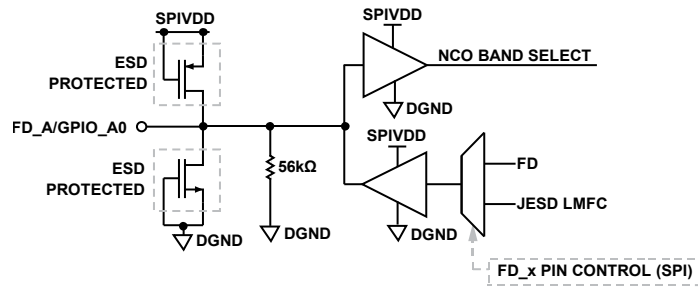 SPIVDD
SPIVDD
NCO BAND SELECT
ESD
PROTECTED
DGND
FD_A/GPIO_A0
SPIVDD
ESD
PROTECTED
56kΩ
FD
JESD LMFC
DGND
DGND
DGND
FD_x PIN CONTROL (SPI)